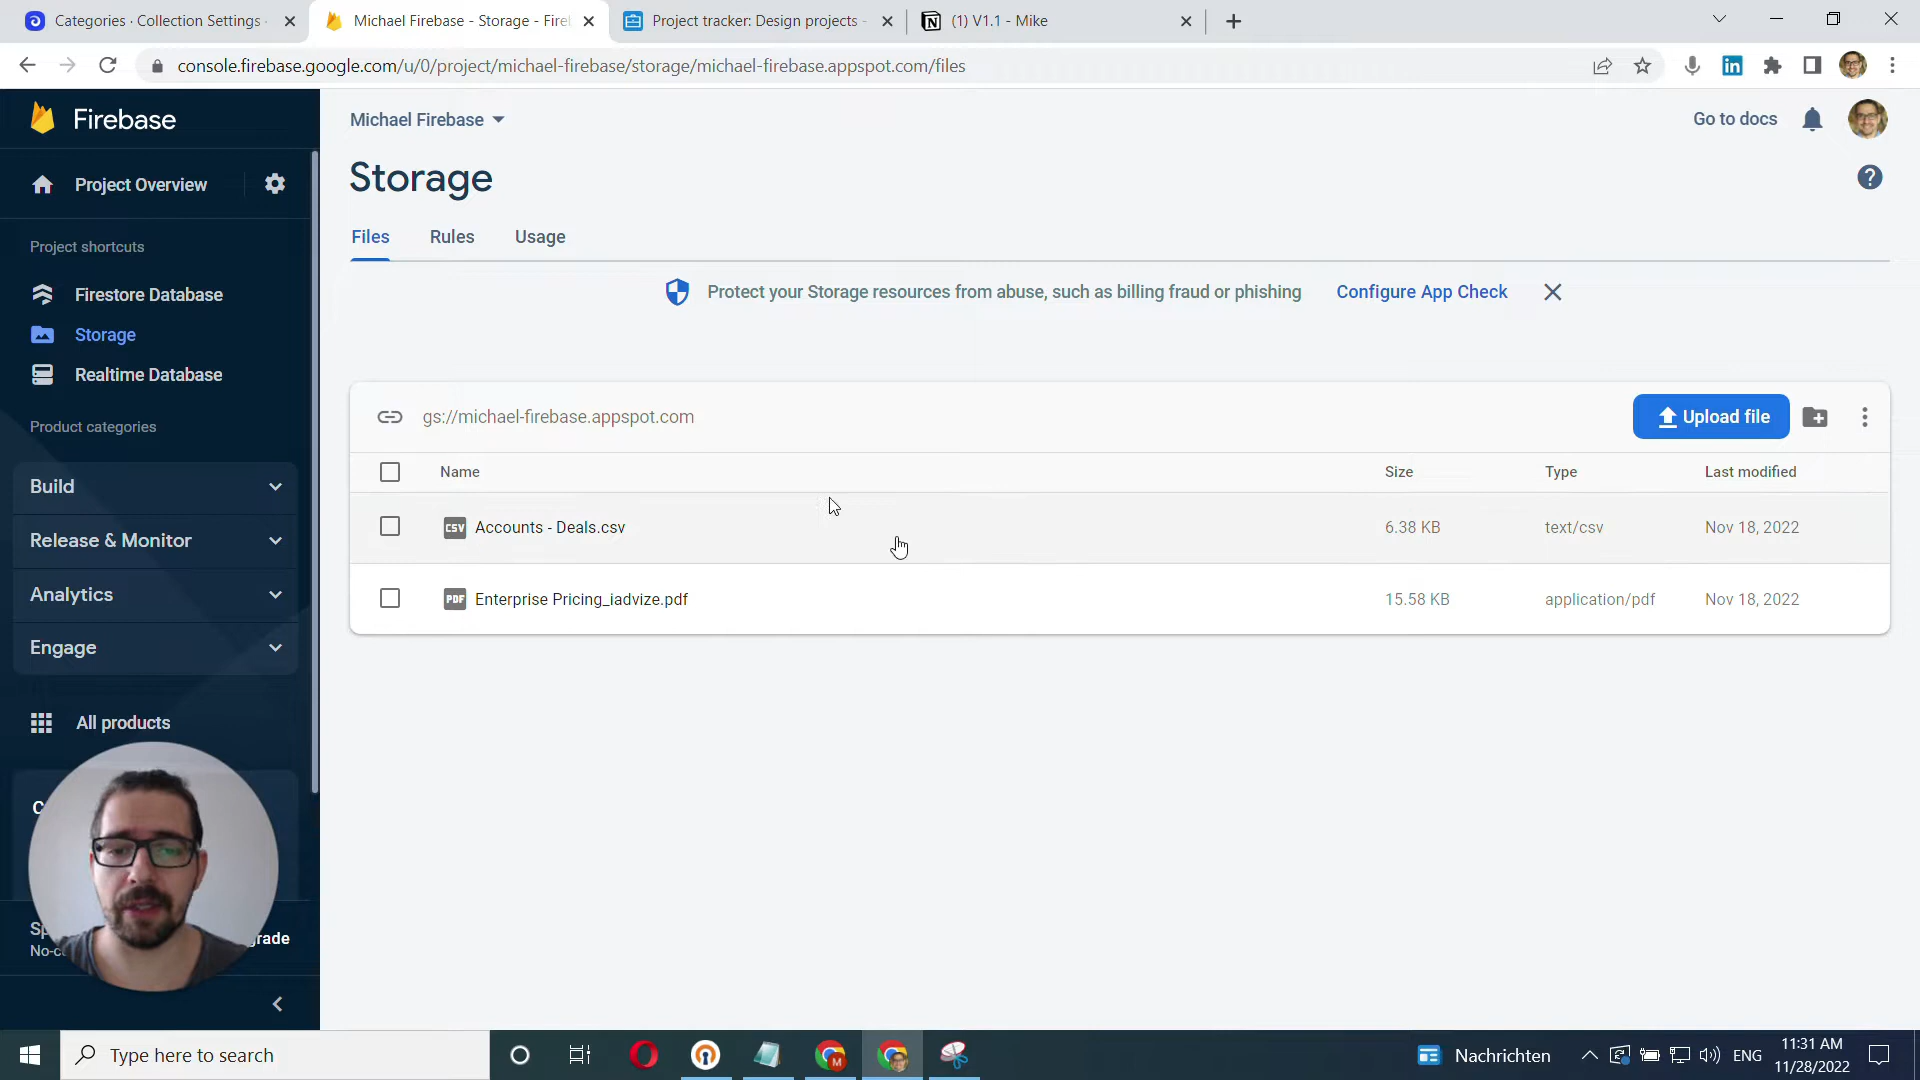 Categories · Collection Settings ·
Michael Firebase - Storage - Fire
Project tracker: Design projects -
(1) V1.1 - Mike
console.firebase.google.com/u/0/project/michael-firebase/storage/michael-firebase.appspot.com/files
Firebase
Michael Firebase
Go to docs
Project Overview
Storage
Files
Rules
Usage
Project shortcuts
Firestore Database
Storage
Realtime Database
Protect your Storage resources from abuse, such as billing fraud or phishing
Configure App Check
Product categories
Build
Release & Monitor
Analytics
Engage
All products
gs://michael-firebase.appspot.com
Upload file
Name
Size
Type
Last modified
CSV
Accounts - Deals.csv
6.38 KB
text/csv
Nov 18, 2022
PDF
Enterprise Pricing_iadvize.pdf
15.58 KB
application/pdf
Nov 18, 2022
Type here to search
Nachrichten
ENG
11:31 AM
11/28/2022